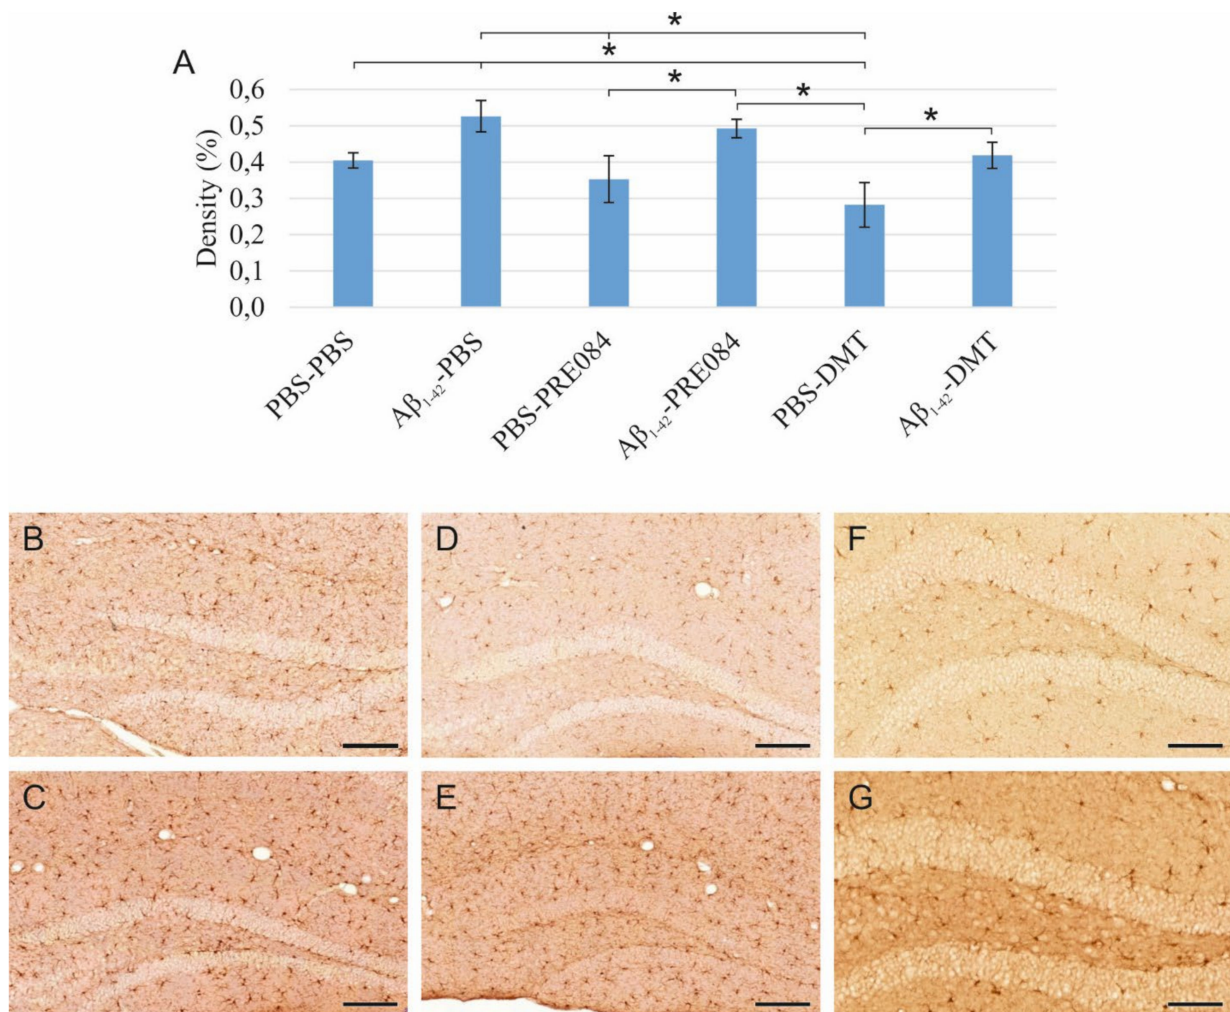 *
*
A
0,6
*
*
0,5
*
0,4
0,3
0,2
0,1
0,0
Density (%)
PBS-PBS
Aβ1-42-PBS
PBS-PRE084
Aβ1-42-PRE084
PBS-DMT
Aβ1-42-DMT
B
D
F
C
E
G